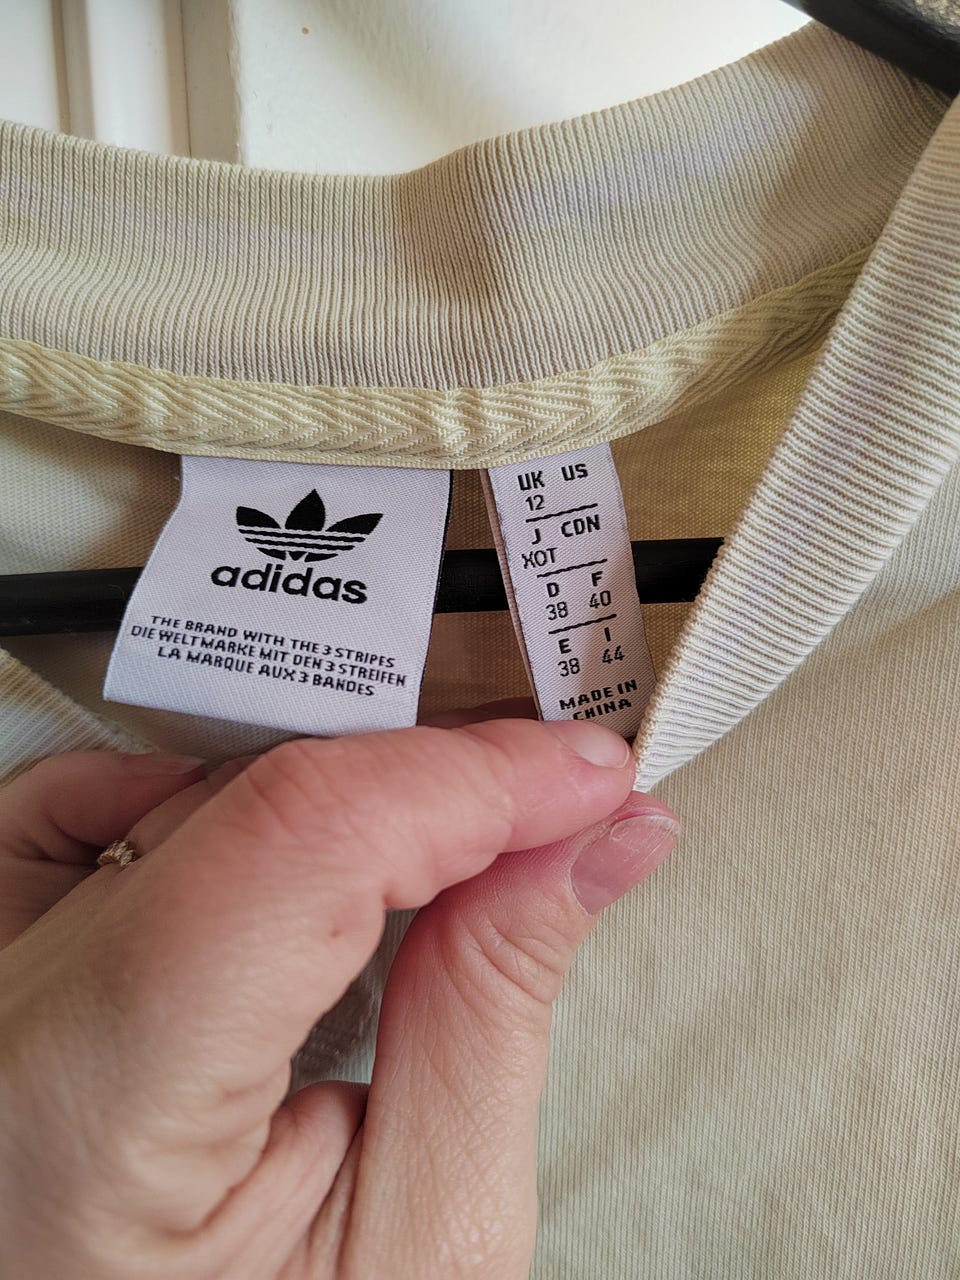 adidas
THE BRAND WITH THE 3 STRIPES
DIE WELTMARKE MIT DEN 3 STREIFEN
LA MARQUE AUX 3 BANDES
UK US
12
J CDN
XOT
D F
38 40
E I
38 44
MADE IN
CHINA